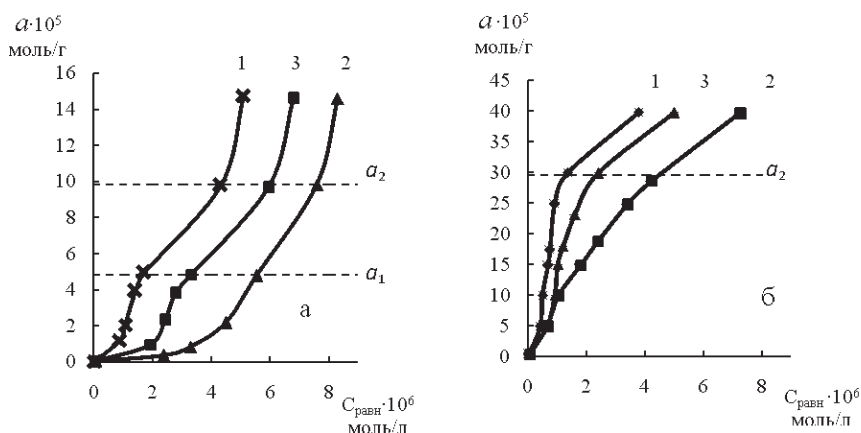 a·10⁵
моль/г
1 3 2
16
14
12
10
8
6
4
2
0
a₂
a₁
а
0 2 4 6 8
Cравн·10⁶
моль/л
a·10⁵
моль/г
1 3 2
45
40
35
30
25
20
15
10
5
0
a₂
б
0 2 4 6 8
Cравн·10⁶
моль/л